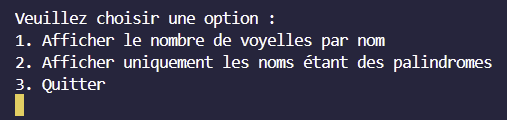 Veuillez choisir une option :
1. Afficher le nombre de voyelles par nom
2. Afficher uniquement les noms étant des palindromes
3. Quitter